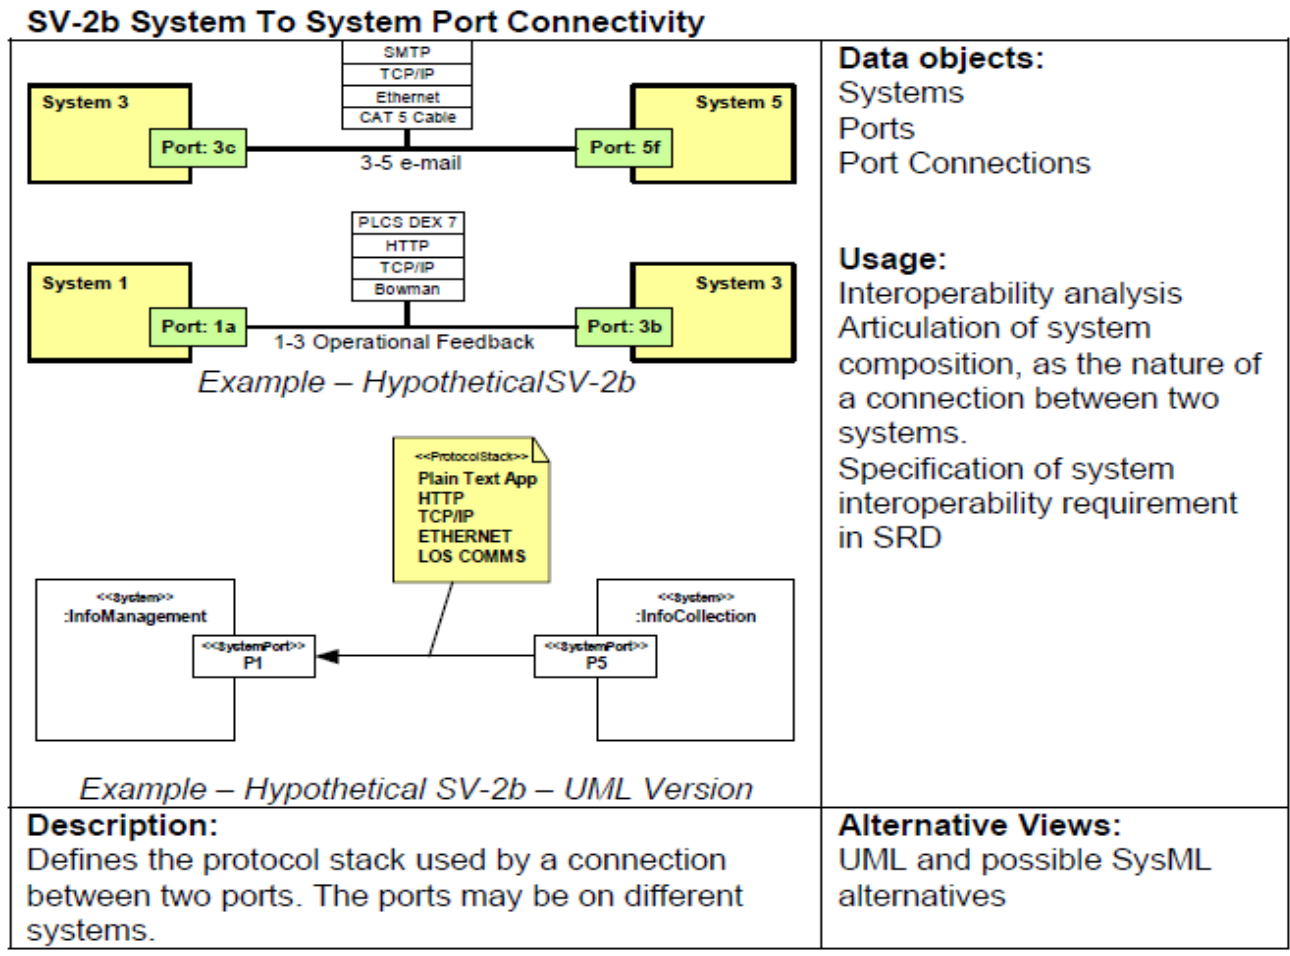 SV-2b System To System Port Connectivity
SMTP
TCP/IP
Ethernet
CAT 5 Cable
System 3
System 5
Port: 3c
Port: 5f
3-5 e-mail
PLCS DEX 7
HTTP
TCP/IP
Bowman
System 1
System 3
Port: 1a
Port: 3b
1-3 Operational Feedback
Example – HypotheticalSV-2b
<<ProtocolStack>>
Plain Text App
HTTP
TCP/IP
ETHERNET
LOS COMMS
<<System>>
:InfoManagement
<<System>>
:InfoCollection
<<SystemPort>>
P1
<<SystemPort>>
P5
Example – Hypothetical SV-2b – UML Version
Data objects:
Systems
Ports
Port Connections
Usage:
Interoperability analysis
Articulation of system
composition, as the nature of
a connection between two
systems.
Specification of system
interoperability requirement
in SRD
Description:
Defines the protocol stack used by a connection
between two ports. The ports may be on different
systems.
Alternative Views:
UML and possible SysML
alternatives